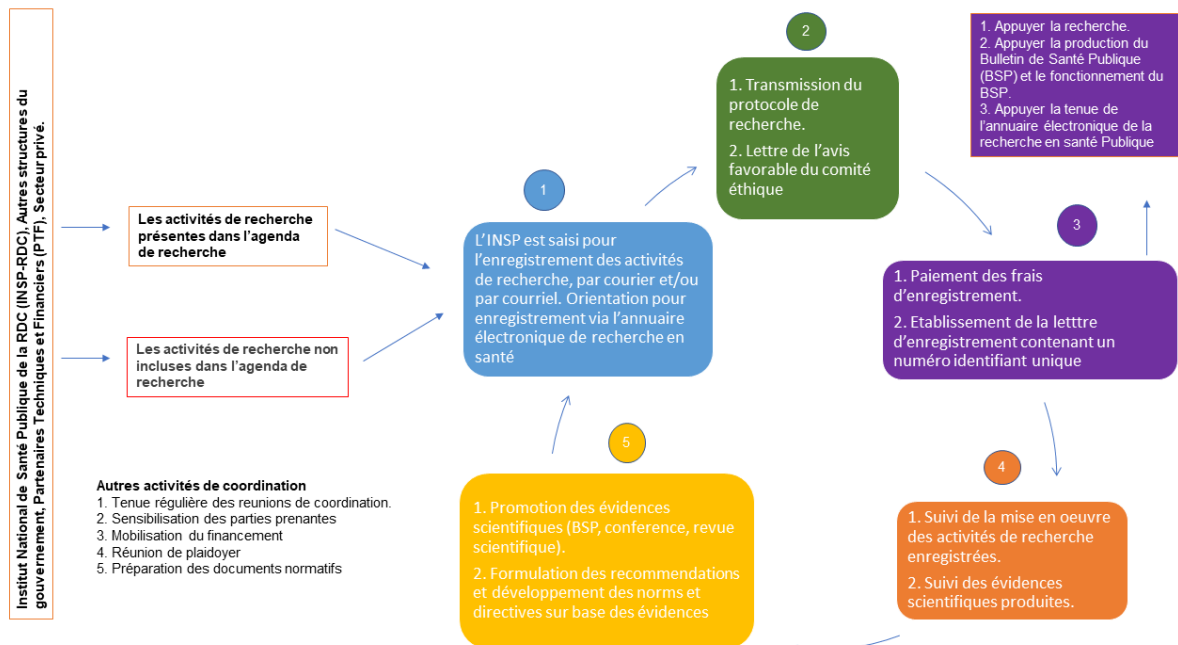 Institut National de Santé Publique de la RDC (INSP-RDC), Autres structures du
gouvernement, Partenaires Techniques et Financiers (PTF), Secteur privé.
Les activités de recherche
présentes dans l'agenda
de recherche
Les activités de recherche non
incluses dans l'agenda de
recherche
Autres activités de coordination
1. Tenue régulière des reunions de coordination.
2. Sensibilisation des parties prenantes
3. Mobilisation du financement
4. Réunion de plaidoyer
5. Préparation des documents normatifs
1
L'INSP est saisi pour
l'enregistrement des activités
de recherche, par courier et/ou
par courriel. Orientation pour
enregistrement via l'annuaire
électronique de recherche en
santé
2
1. Transmission du
protocole de
recherche.
2. Lettre de l'avis
favorable du comité
éthique
1. Appuyer la recherche.
2. Appuyer la production du
Bulletin de Santé Publique
(BSP) et le fonctionnement du
BSP.
3. Appuyer la tenue de
l'annuaire électronique de la
recherche en santé Publique
3
1. Paiement des frais
d'enregistrement.
2. Etablissement de la letttre
d'enregistrement contenant un
numéro identifiant unique
4
1. Suivi de la mise en oeuvre
des activités de recherche
enregistrées.
2. Suivi des évidences
scientifiques produites.
5
1. Promotion des évidences
scientifiques (BSP, conference, revue
scientifique).
2. Formulation des recommendations
et développement des norms et
directives sur base des évidences